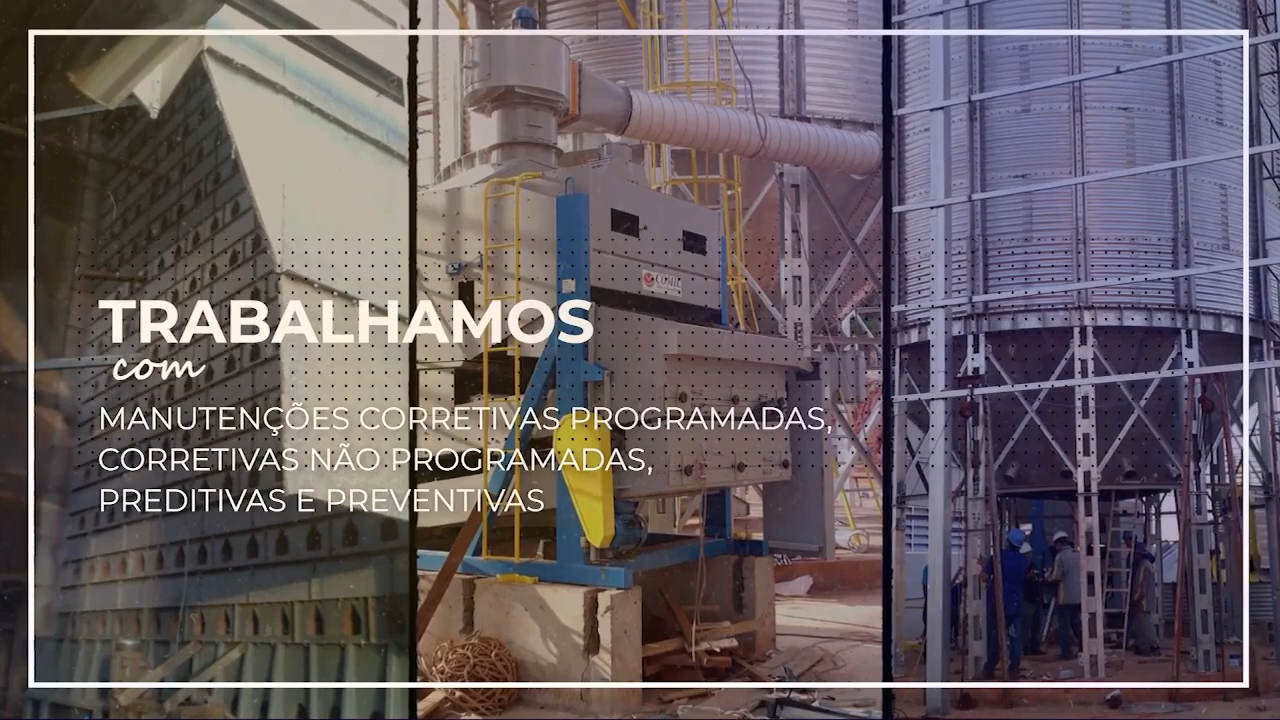 TRABALHAMOS
com
MANUTENÇÕES CORRETIVAS PROGRAMADAS,
CORRETIVAS NÃO PROGRAMADAS,
PREDITIVAS E PREVENTIVAS